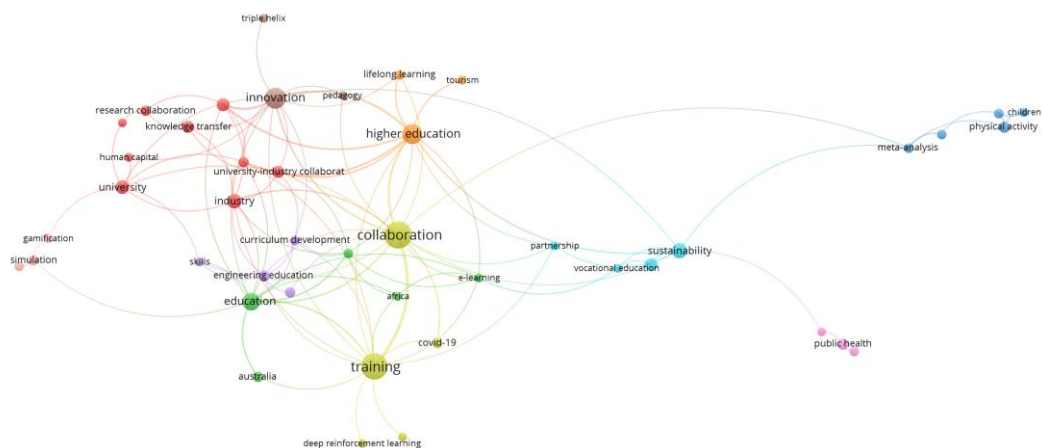 triple helix
lifelong learning
tourism
innovation
pedagogy
research collaboration
knowledge transfer
higher education
children
physical activity
meta-analysis
human capital
university-industry collaborat
university
industry
collaboration
gamification
curriculum development
partnership
sustainability
simulation
skills
engineering education
vocational education
e-learning
education
africa
covid-19
public health
training
australia
deep reinforcement learning